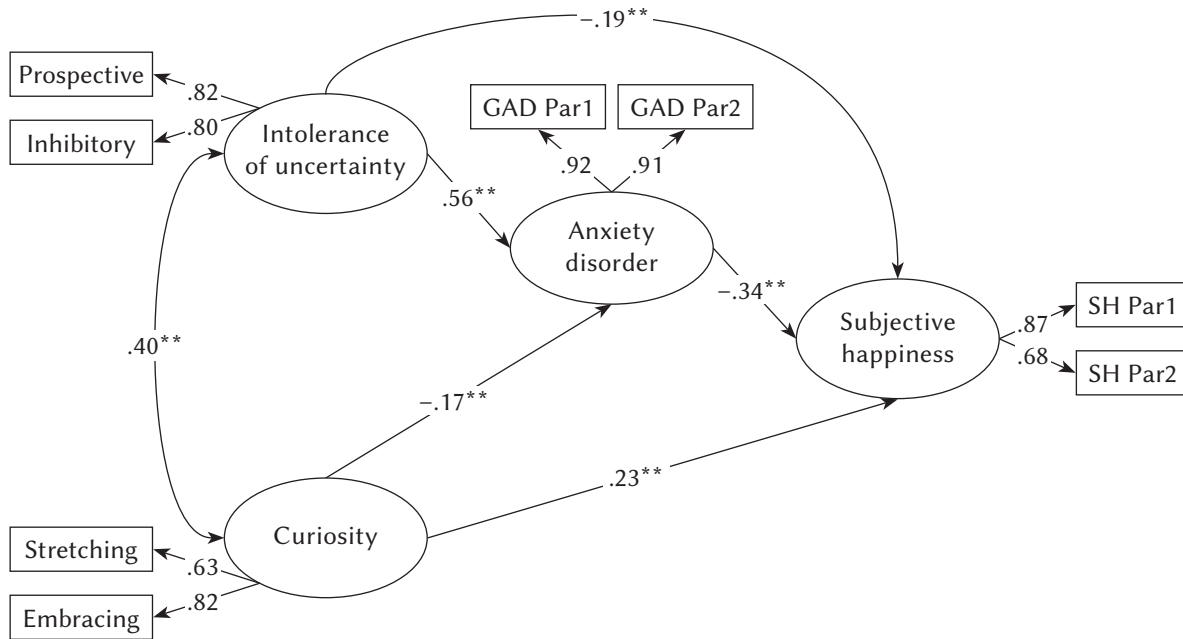 −.19**
Prospective
.82
GAD Par1
GAD Par2
Inhibitory
.80
Intolerance
of uncertainty
.92
.91
.56**
Anxiety
disorder
−.34**
SH Par1
Subjective
happiness
.87
.68
SH Par2
.40**
−.17**
.23**
Curiosity
Stretching
.63
.82
Embracing